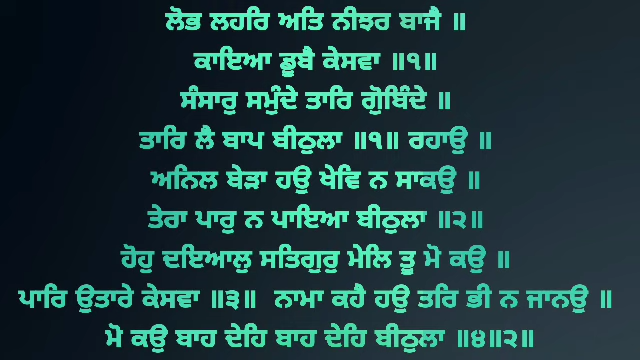 ਲੋਭ ਲਹਰਿ ਅਤਿ ਨੀਝਰ ਬਾਜੈ ॥
ਕਾਇਆ ਡੂਬੈ ਕੇਸਵਾ ॥੧॥
ਸੰਸਾਰੁ ਸਮੁੰਦੇ ਤਾਰਿ ਗੋੁਬਿੰਦੇ ॥
ਤਾਰਿ ਲੈ ਬਾਪ ਬੀਠੁਲਾ ॥੧॥ ਰਹਾਉ ॥
ਅਨਿਲ ਬੇੜਾ ਹਉ ਖੇਵਿ ਨ ਸਾਕਉ ॥
ਤੇਰਾ ਪਾਰੁ ਨ ਪਾਇਆ ਬੀਠੁਲਾ ॥੨॥
ਹੋਹੁ ਦਇਆਲੁ ਸਤਿਗੁਰੁ ਮੇਲਿ ਤੂ ਮੋ ਕਉ ॥
ਪਾਰਿ ਉਤਾਰੇ ਕੇਸਵਾ ॥੩॥ ਨਾਮਾ ਕਹੈ ਹਉ ਤਰਿ ਭੀ ਨ ਜਾਨਉ ॥
ਮੋ ਕਉ ਬਾਹ ਦੇਹਿ ਬਾਹ ਦੇਹਿ ਬੀਠੁਲਾ ॥੪॥੨॥